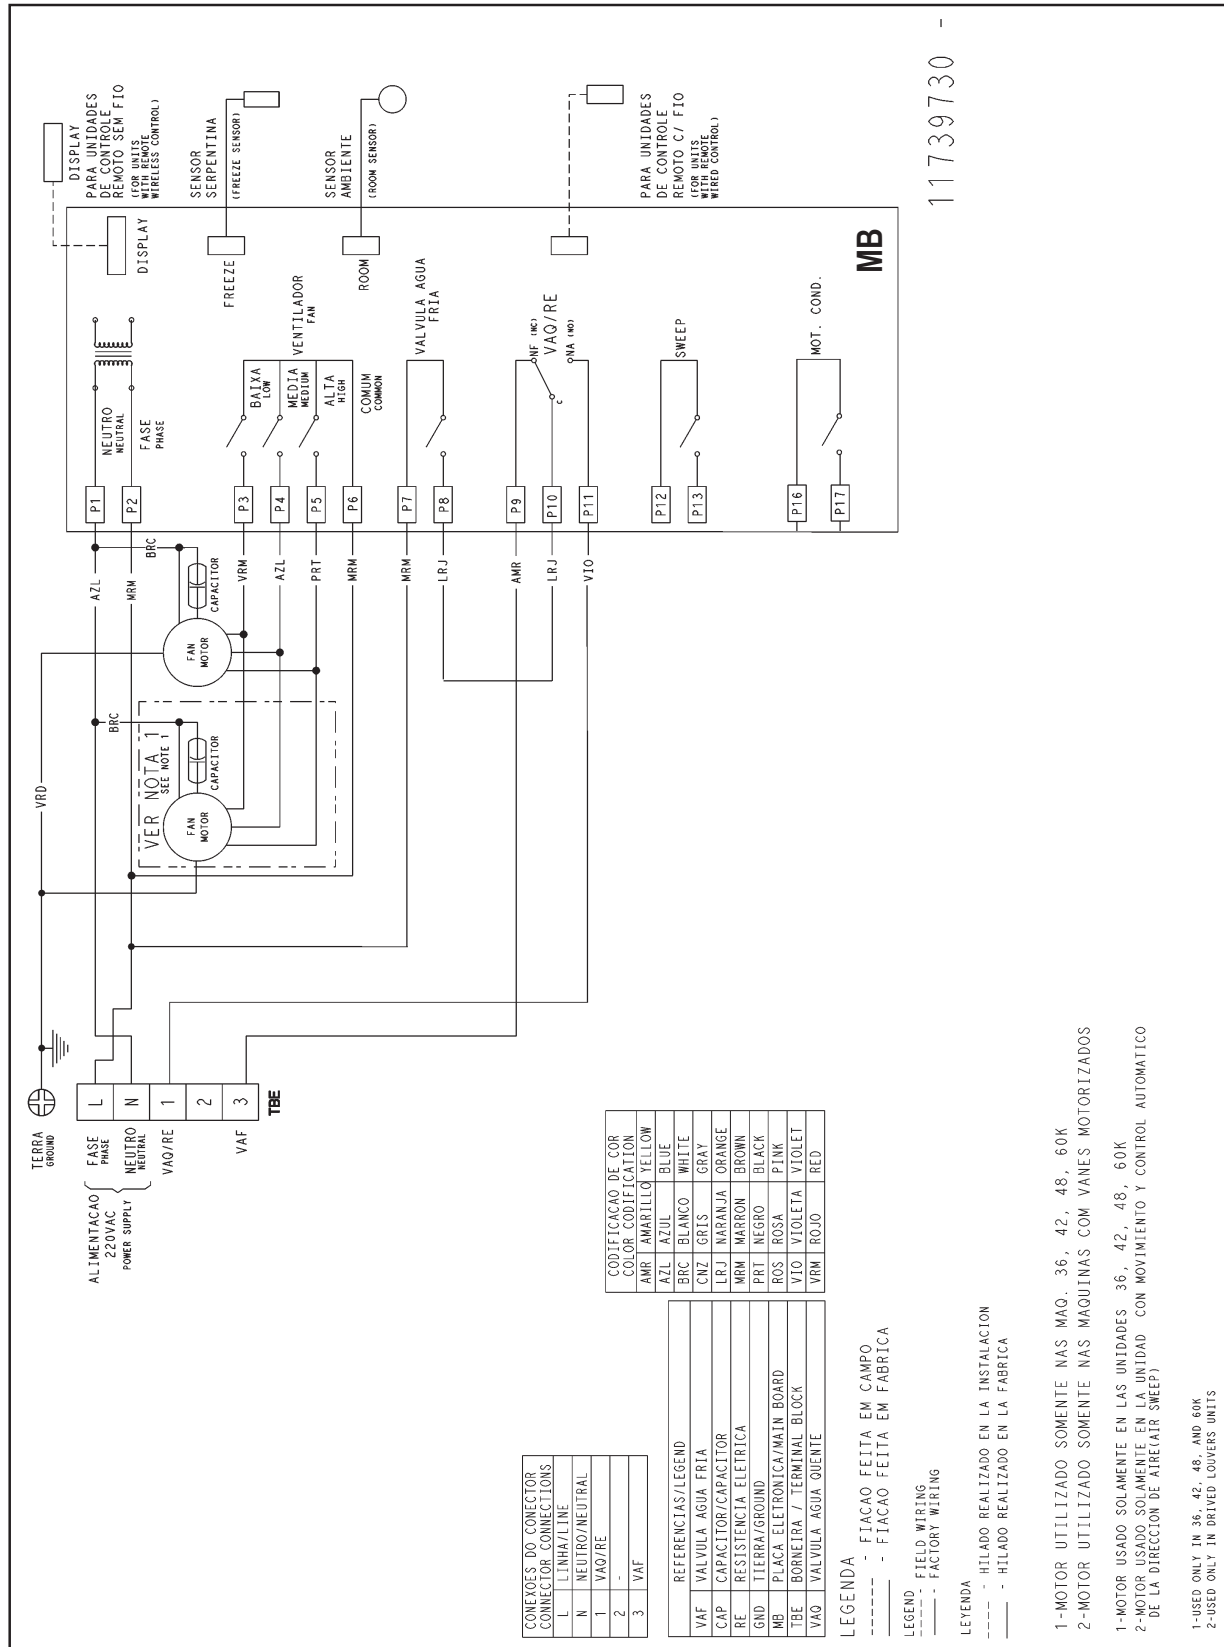 TERRA
GROUND
ALIMENTACAO
220VAC
POWER SUPPLY
FASE
PHASE
NEUTRO
NEUTRAL
VAQ/RE
VAF
L
N
1
2
3
TBE
VRD
AZL
MRM
BRC
BRC
VER NOTA 1
SEE NOTE 1
FAN
MOTOR
CAPACITOR
FAN
MOTOR
CAPACITOR
VRM
AZL
PRT
MRM
MRM
LRJ
AMR
LRJ
VIO
P1
P2
P3
P4
P5
P6
P7
P8
P9
P10
P11
P12
P13
P16
P17
NEUTRO
NEUTRAL
FASE
PHASE
BAIXA
LOW
MEDIA
MEDIUM
ALTA
HIGH
COMUM
COMMON
VENTILADOR
FAN
VALVULA AGUA
FRIA
NF (NC)
VAQ/RE
NA (NO)
C
SWEEP
MOT. COND.
MB
DISPLAY
FREEZE
ROOM
DISPLAY
PARA UNIDADES
DE CONTROLE
REMOTO SEM FIO
(FOR UNITS
WITH REMOTE
WIRELESS CONTROL)
SENSOR
SERPENTINA
(FREEZE SENSOR)
SENSOR
AMBIENTE
(ROOM SENSOR)
PARA UNIDADES
DE CONTROLE
REMOTO C/ FIO
(FOR UNITS
WITH REMOTE
WIRED CONTROL)
11739730 -
CONEXOES DO CONECTOR
CONNECTOR CONNECTIONS
L LINHA/LINE
N NEUTRO/NEUTRAL
1 VAQ/RE
2 -
3 VAF
REFERENCIAS/LEGEND
VAF VALVULA AGUA FRIA
CAP CAPACITOR/CAPACITOR
RE RESISTENCIA ELETRICA
GND TIERRA/GROUND
MB PLACA ELETRONICA/MAIN BOARD
TBE BORNEIRA / TERMINAL BLOCK
VAQ VALVULA AGUA QUENTE
CODIFICACAO DE COR
COLOR CODIFICATION
AMR AMARILLO YELLOW
AZL AZUL BLUE
BRC BLANCO WHITE
CNZ GRIS GRAY
LRJ NARANJA ORANGE
MRM MARRON BROWN
PRT NEGRO BLACK
ROS ROSA PINK
VIO VIOLETA VIOLET
VRM ROJO RED
LEGENDA
------ - FIACAO FEITA EM CAMPO
——— - FIACAO FEITA EM FABRICA
LEGEND
----- - FIELD WIRING
——— - FACTORY WIRING
LEYENDA
----- - HILADO REALIZADO EN LA INSTALACION
——— - HILADO REALIZADO EN LA FABRICA
1-MOTOR UTILIZADO SOMENTE NAS MAQ. 36, 42, 48, 60K
2-MOTOR UTILIZADO SOMENTE NAS MAQUINAS COM VANES MOTORIZADOS
1-MOTOR USADO SOLAMENTE EN LAS UNIDADES 36, 42, 48, 60K
2-MOTOR USADO SOLAMENTE EN LA UNIDAD CON MOVIMIENTO Y CONTROL AUTOMATICO
DE LA DIRECCION DE AIRE(AIR SWEEP)
1-USED ONLY IN 36, 42, 48, AND 60K
2-USED ONLY IN DRIVED LOUVERS UNITS